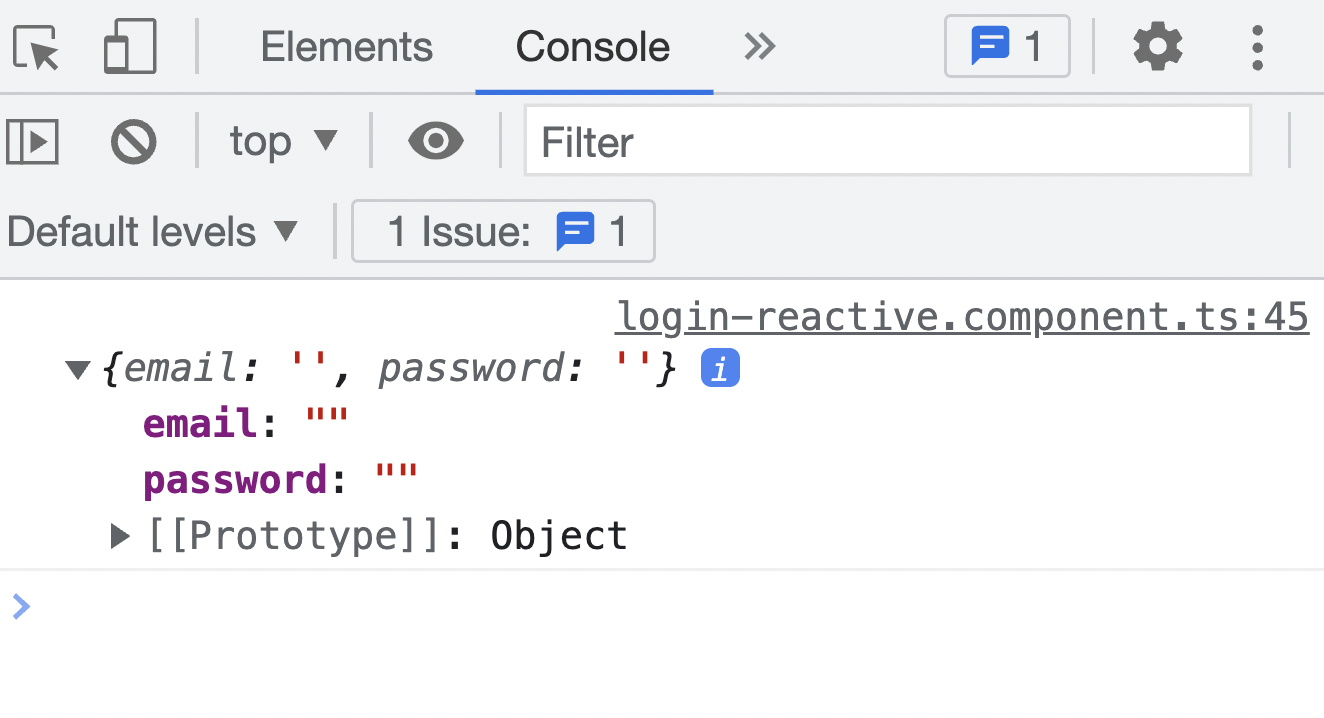 Elements Console 1
top Filter
Default levels 1 Issue: 1
login-reactive.component.ts:45
{email: '', password: ''} i
email: ""
password: ""
[[Prototype]]: Object